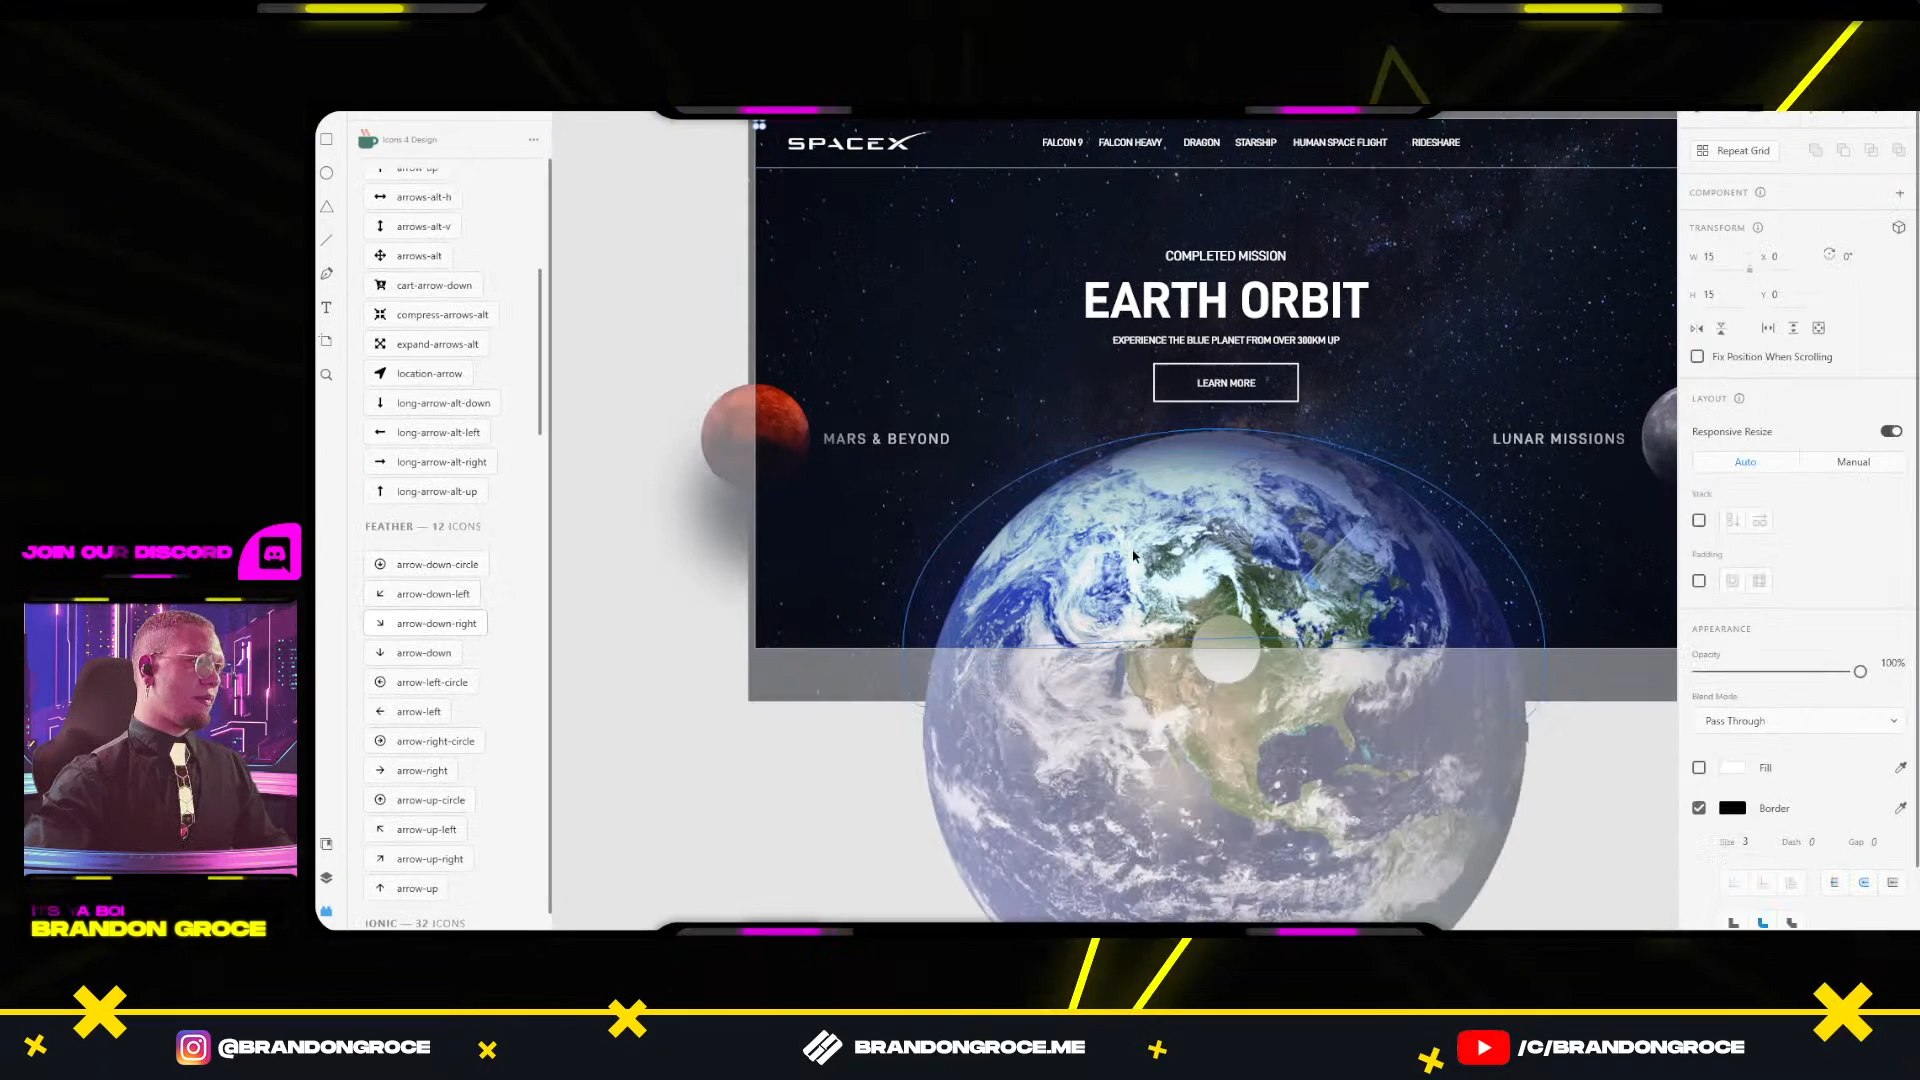 Icons 4 Design
arrow-up
arrows-alt-h
arrows-alt-v
arrows-alt
cart-arrow-down
compress-arrows-alt
expand-arrows-alt
location-arrow
long-arrow-alt-down
long-arrow-alt-left
long-arrow-alt-right
long-arrow-alt-up
FEATHER — 12 ICONS
arrow-down-circle
arrow-down-left
arrow-down-right
arrow-down
arrow-left-circle
arrow-left
arrow-right-circle
arrow-right
arrow-up-circle
arrow-up-left
arrow-up-right
arrow-up
IONIC — 32 ICONS
SPACEX
FALCON 9 FALCON HEAVY DRAGON STARSHIP HUMAN SPACE FLIGHT RIDESHARE
COMPLETED MISSION
EARTH ORBIT
EXPERIENCE THE BLUE PLANET FROM OVER 300KM UP
LEARN MORE
MARS & BEYOND
LUNAR MISSIONS
Repeat Grid
COMPONENT
TRANSFORM
W 15 X 0 0°
H 15 Y 0
Fix Position When Scrolling
LAYOUT
Responsive Resize
Auto Manual
Stack
Padding
APPEARANCE
Opacity
100%
Blend Mode
Pass Through
Fill
Border
Size 3 Dash 0 Gap 0
JOIN OUR DISCORD
IT'S YA BOI
BRANDON GROCE
@BRANDONGROCE
BRANDONGROCE.ME
/C/BRANDONGROCE